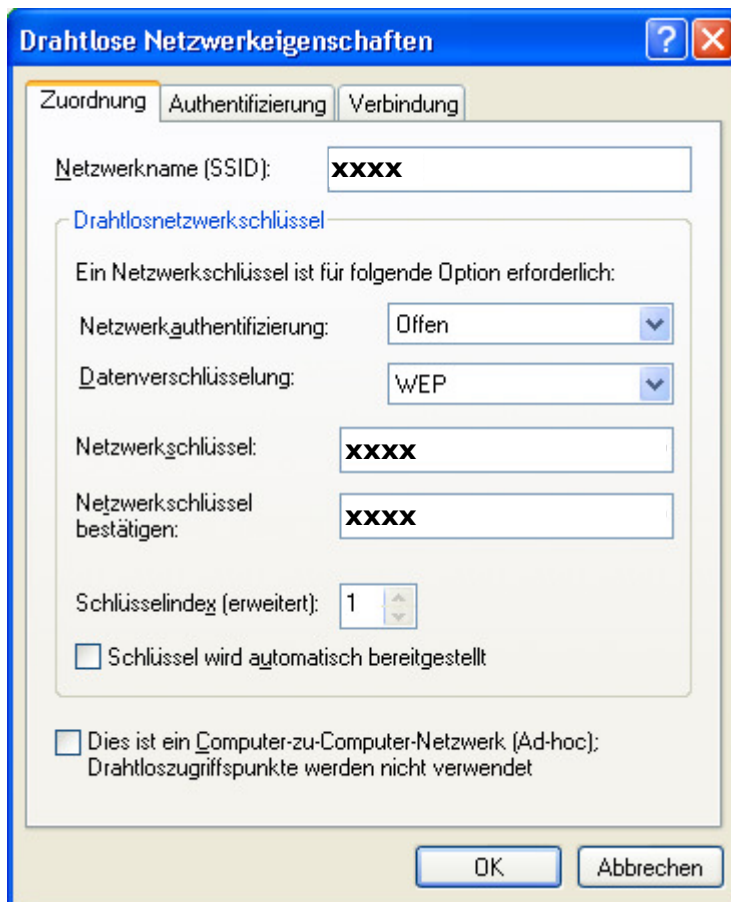 Drahtlose Netzwerkeigenschaften
Zuordnung Authentifizierung Verbindung
Netzwerkname (SSID): xxxx
Drahtlosnetzwerkschlüssel
Ein Netzwerkschlüssel ist für folgende Option erforderlich:
Netzwerkauthentifizierung: Offen
Datenverschlüsselung: WEP
Netzwerkschlüssel: xxxx
Netzwerkschlüssel
bestätigen: xxxx
Schlüsselindex (erweitert): 1
Schlüssel wird automatisch bereitgestellt
Dies ist ein Computer-zu-Computer-Netzwerk (Ad-hoc);
Drahtloszugriffspunkte werden nicht verwendet
OK Abbrechen